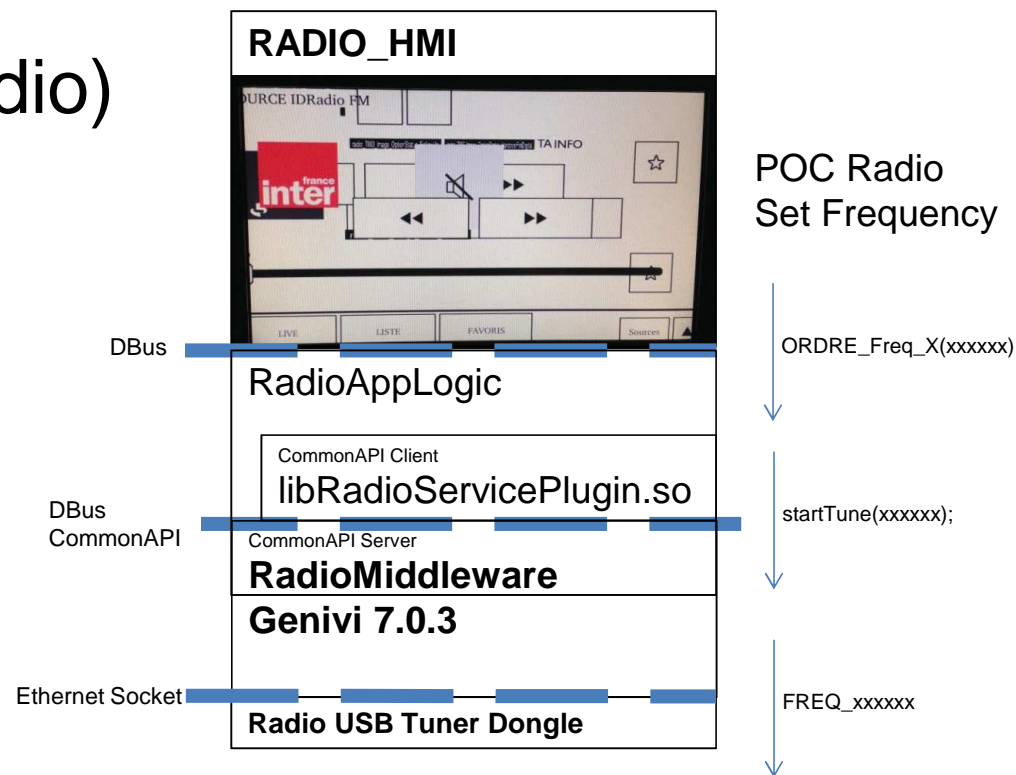 dio)
RADIO_HMI
OURCE IDRadio FM
TA INFO
france
inter
LIVE
LISTE
FAVORIS
Sources
POC Radio
Set Frequency
DBus
ORDRE_Freq_X(xxxxxx)
RadioAppLogic
CommonAPI Client
libRadioServicePlugin.so
DBus
CommonAPI
startTune(xxxxxx);
CommonAPI Server
RadioMiddleware
Genivi 7.0.3
Ethernet Socket
FREQ_xxxxxx
Radio USB Tuner Dongle